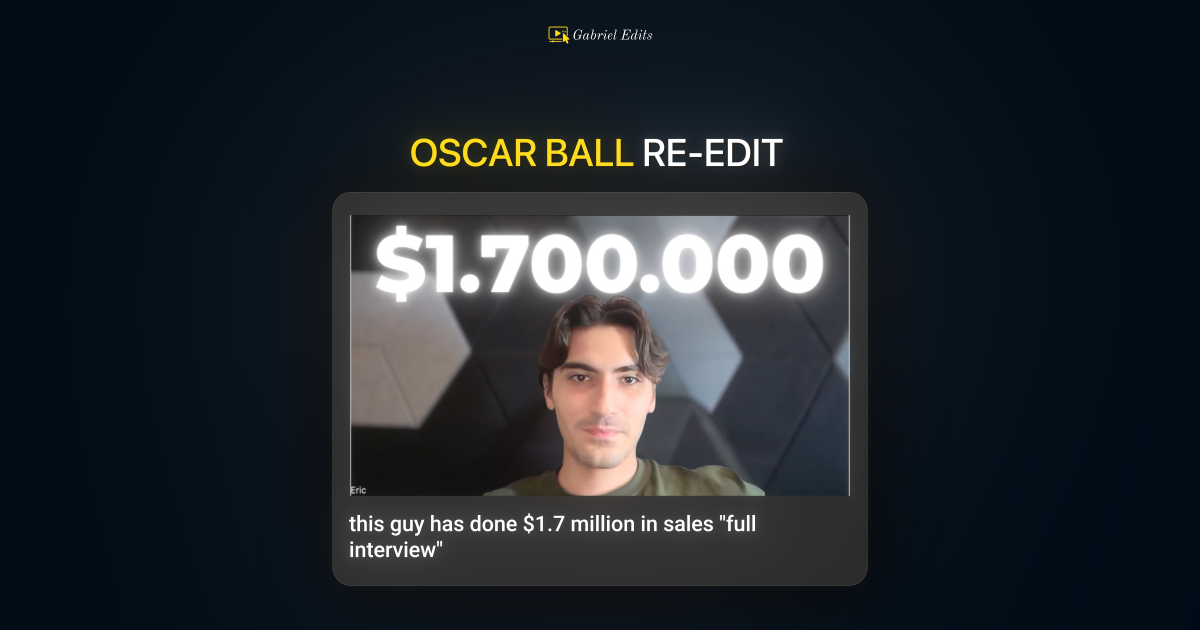 Gabriel Edits
OSCAR BALL RE-EDIT
$1.700.000
Eric
this guy has done $1.7 million in sales "full
interview"